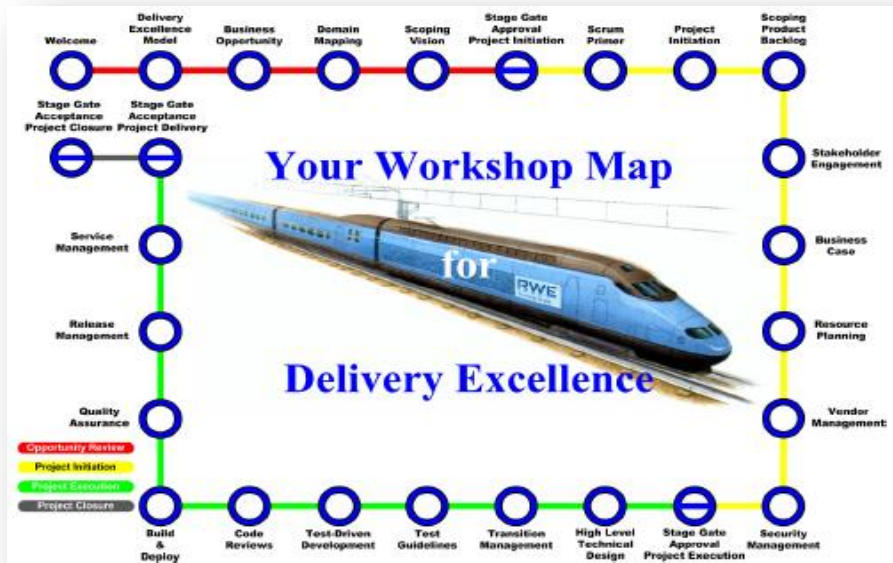 Welcome
Delivery
Excellence
Model
Business
Opportunity
Domain
Mapping
Scoping
Vision
Stage Gate
Approval
Project Initiation
Scrum
Primer
Project
Initiation
Scoping
Product
Backlog
Stage Gate
Acceptance
Project Closure
Stage Gate
Acceptance
Project Delivery
Your Workshop Map
for
RWE
Delivery Excellence
Stakeholder
Engagement
Business
Case
Resource
Planning
Vendor
Management
Service
Management
Release
Management
Quality
Assurance
Opportunity Review
Project Initiation
Project Execution
Project Closure
Build
&
Deploy
Code
Reviews
Test-Driven
Development
Test
Guidelines
Transition
Management
High Level
Technical
Design
Stage Gate
Approval
Project Execution
Security
Management